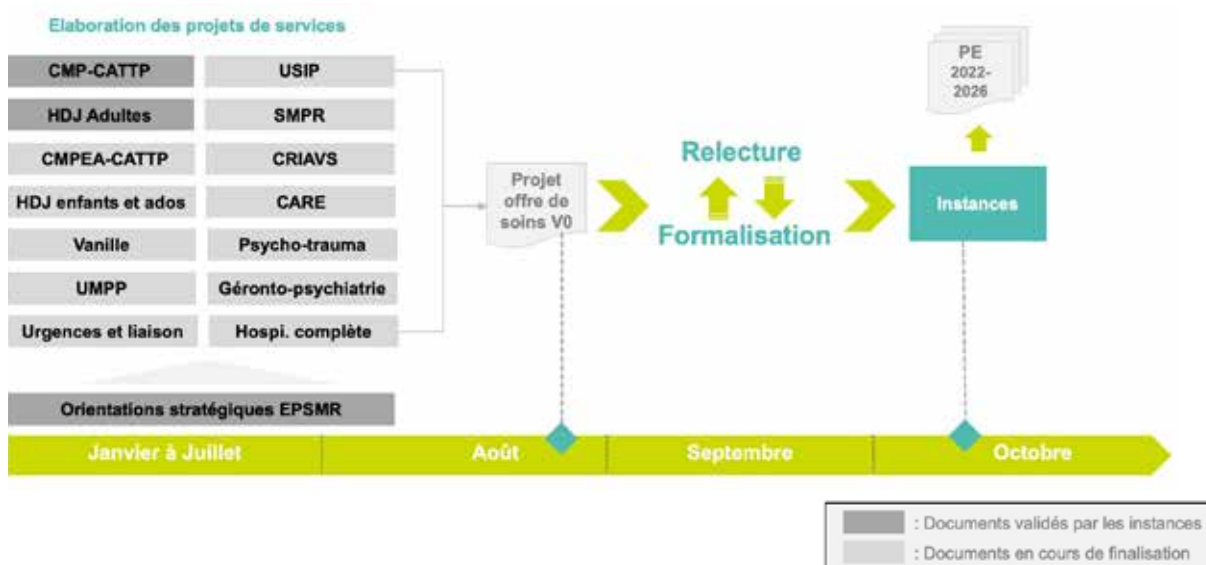 Elaboration des projets de services
CMP-CATTP
USIP
HDJ Adultes
SMPR
CMPEA-CATTP
CRIAVS
HDJ enfants et ados
CARE
Vanille
Psycho-trauma
UMPP
Géronto-psychiatrie
Urgences et liaison
Hospi. complète
Orientations stratégiques EPSMR
Projet
offre de
soins V0
Relecture
Formalisation
PE
2022-
2026
Instances
Janvier à Juillet
Août
Septembre
Octobre
: Documents validés par les instances
: Documents en cours de finalisation